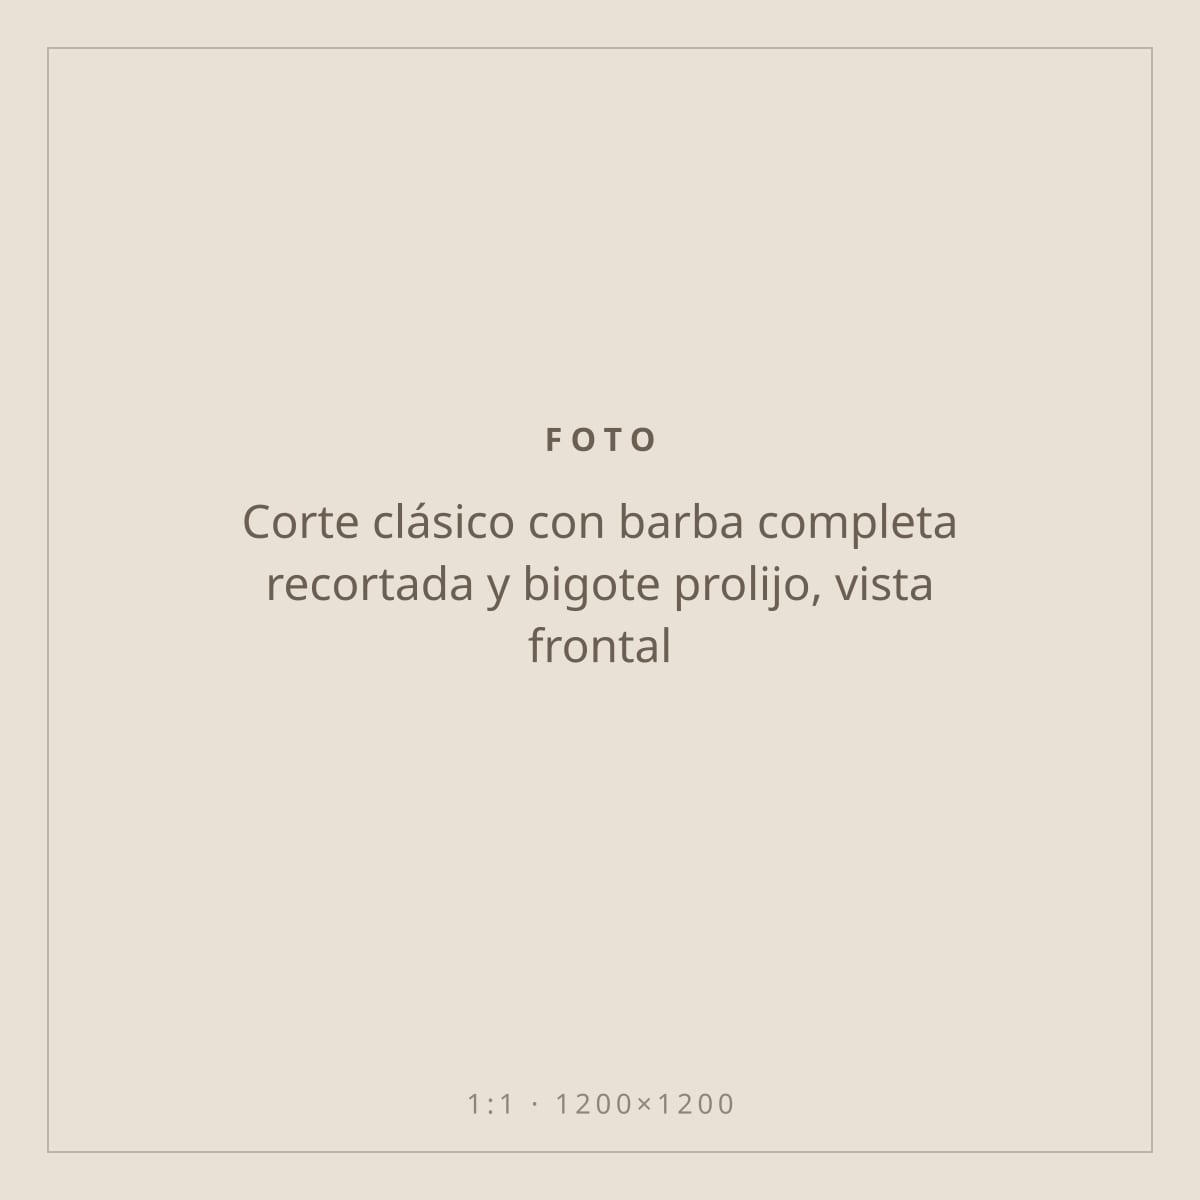 FOTO
Corte clásico con barba completa
recortada y bigote prolijo, vista
frontal
1:1 · 1200×1200